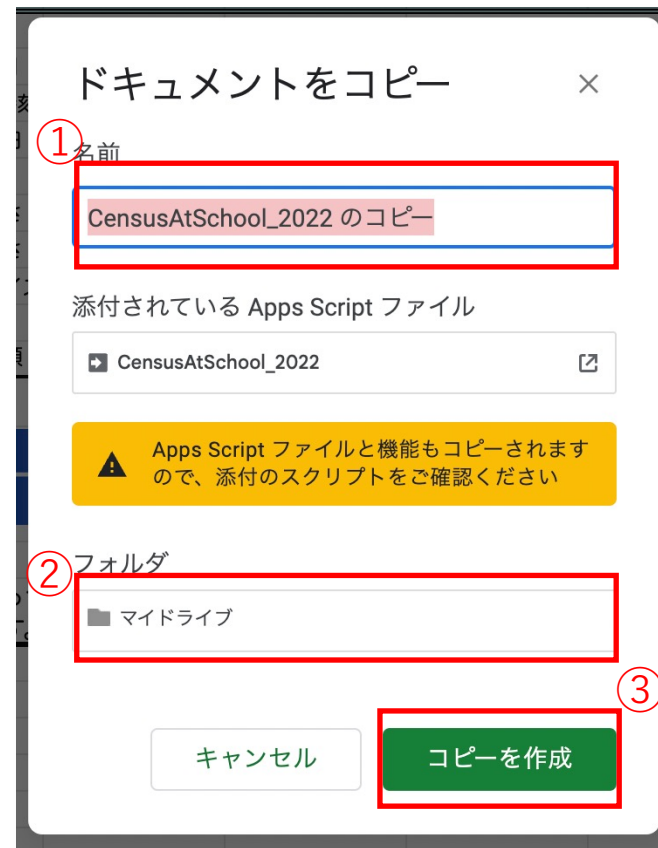 ドキュメントをコピー
①
名前
CensusAtSchool_2022 のコピー
添付されている Apps Script ファイル
CensusAtSchool_2022
Apps Script ファイルと機能もコピーされます
ので、添付のスクリプトをご確認ください
②
フォルダ
マイドライブ
③
キャンセル
コピーを作成